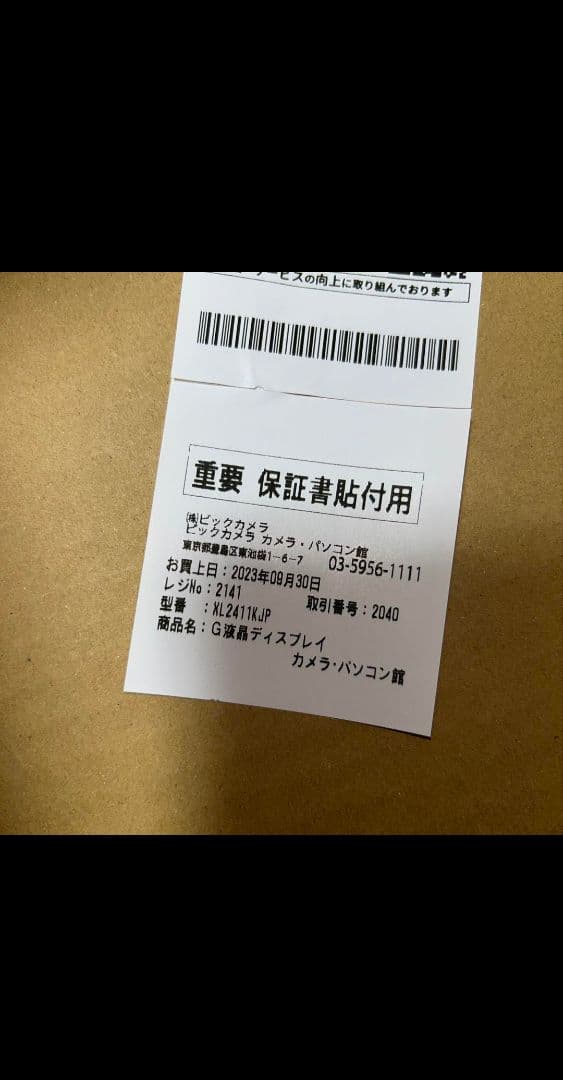 サービスの向上に取り組んでおります
重要 保証書貼付用
㈱ビックカメラ
ビックカメラ カメラ・パソコン館
東京都豊島区東池袋1-6-7 03-5956-1111
お買上日：2023年09月30日
レジNo：2141 取引番号：2040
型番 ：XL2411KJP
商品名：G液晶ディスプレイ
カメラ・パソコン館